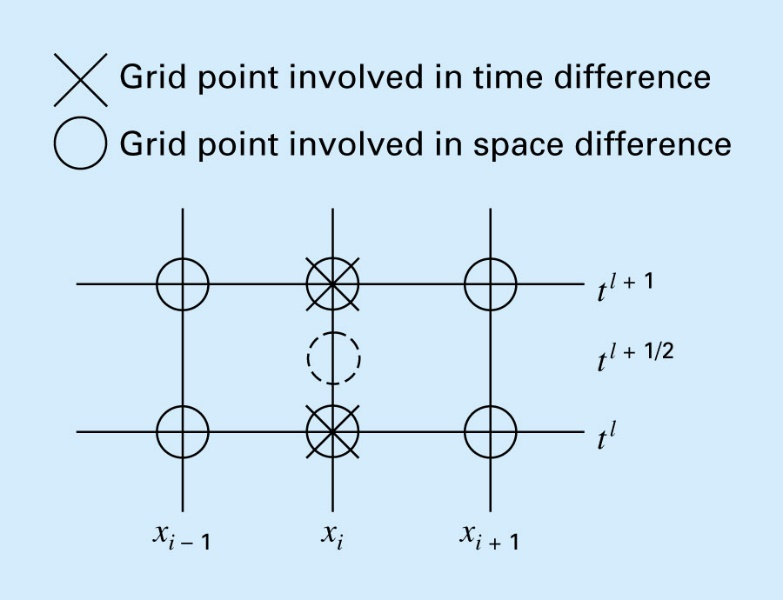 Grid point involved in time difference
Grid point involved in space difference
t^{l + 1}
t^{l + 1/2}
t^l
x_{i – 1} x_i x_{i + 1}